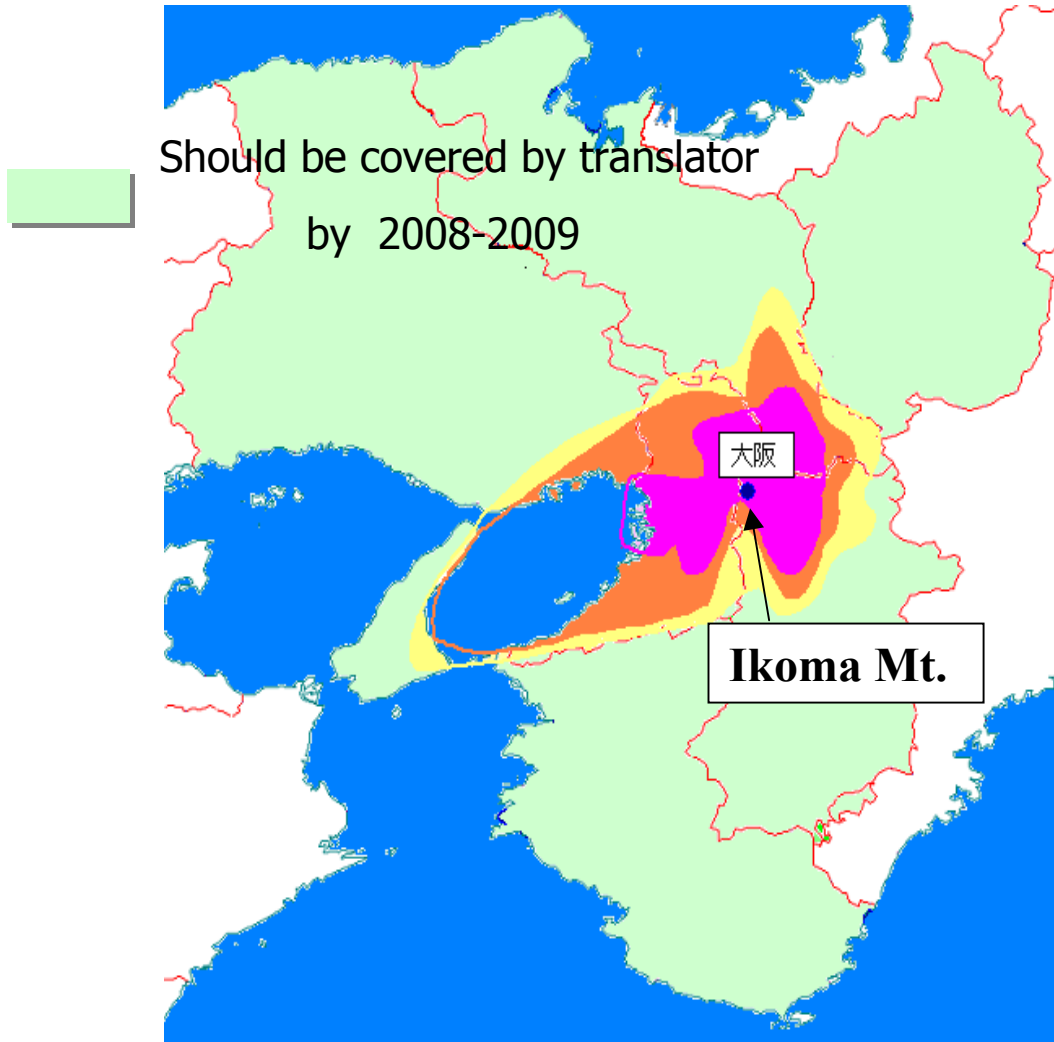 Should be covered by translator
by 2008-2009
大阪
Ikoma Mt.